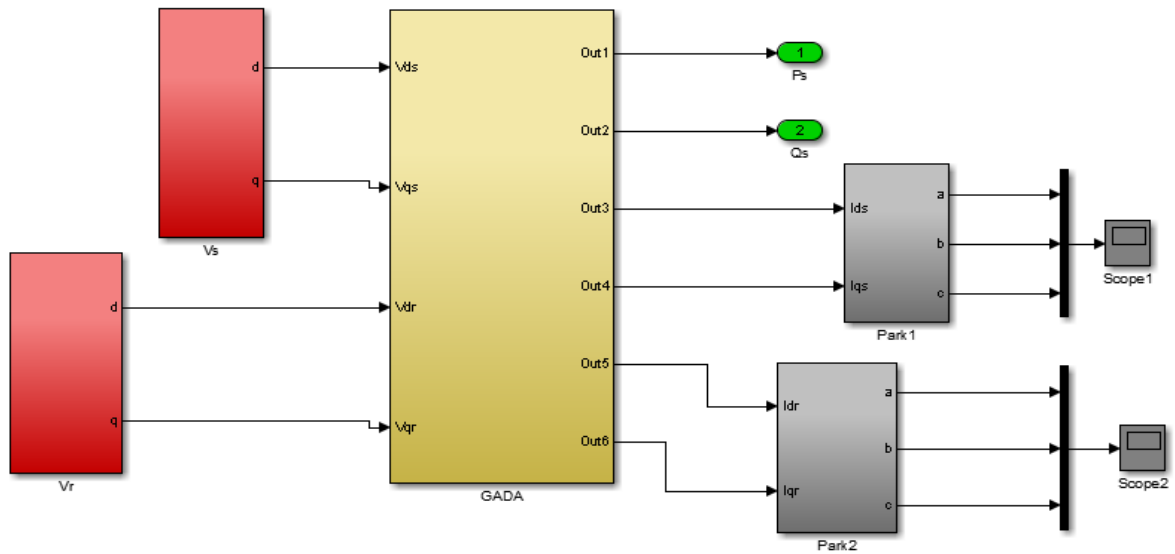 d
q
Vs
d
q
Vr
Vds
Vqs
Vdr
Vqr
Out1
Out2
Out3
Out4
Out5
Out6
GADA
1
Ps
2
Qs
Ids
Iqs
a
b
c
Park1
Scope1
Idr
Iqr
a
b
c
Park2
Scope2